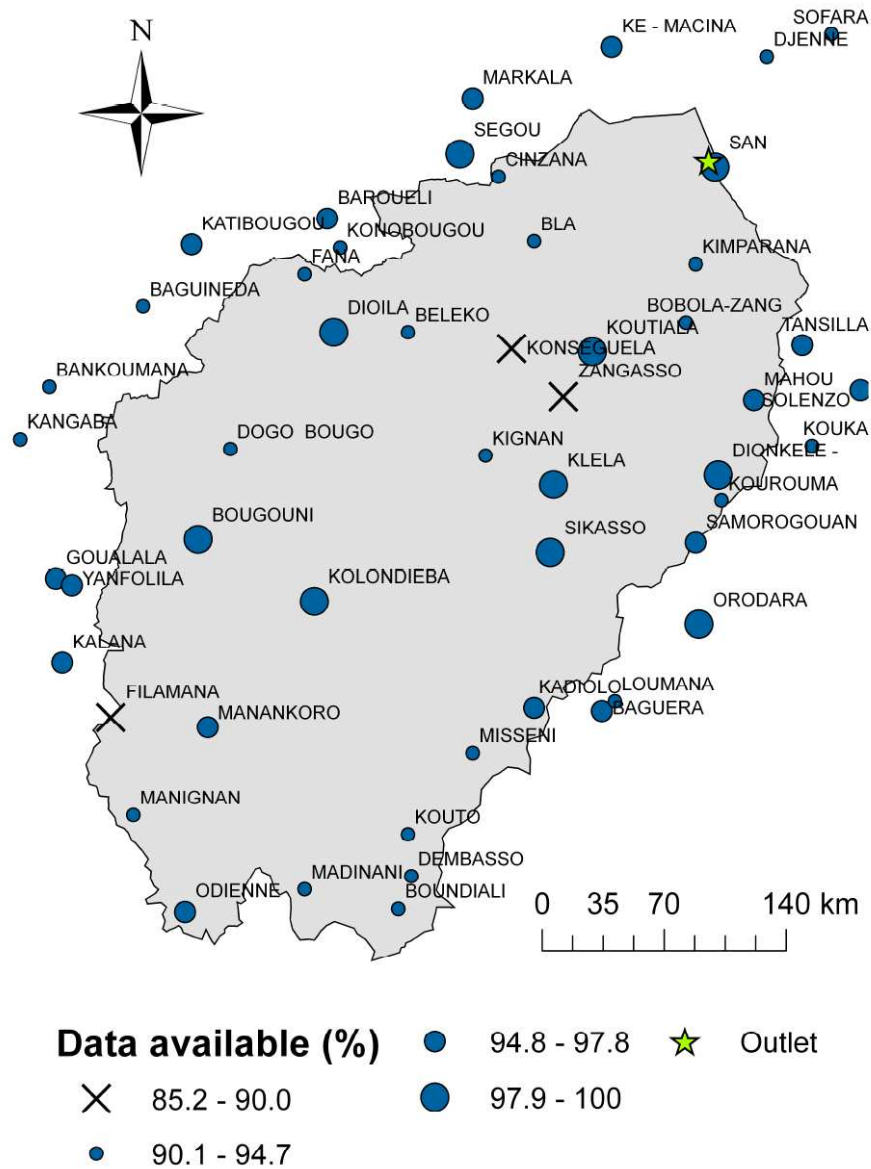 N
SOFARA
KE - MACINA
DJENNE
MARKALA
SEGOU
SAN
CINZANA
BAROUELI
KATIBOUGOU
KONOBOUGOU
BLA
FANA
KIMPARANA
BAGUINEDA
DIOILA
BELEKO
BOBOLA-ZANG
KOUTIALA
TANSILLA
KONSEGUELA
ZANGASSO
BANKOUMANA
MAHOU
SOLENZO
KANGABA
DOGO BOUGO
KIGNAN
KOUKA
KLELA
DIONKELE -
KOUROUMA
BOUGOUNI
SIKASSO
SAMOROGOUAN
GOUALALA
YANFOLILA
KOLONDIEBA
ORODARA
KALANA
FILAMANA
MANANKORO
KADIOLO
LOUMANA
BAGUERA
MISSENI
MANIGNAN
KOUTO
DEMBASSO
MADINANI
BOUNDIALI
ODIENNE
0 35 70 140 km
Data available (%)
85.2 - 90.0
90.1 - 94.7
94.8 - 97.8
97.9 - 100
Outlet